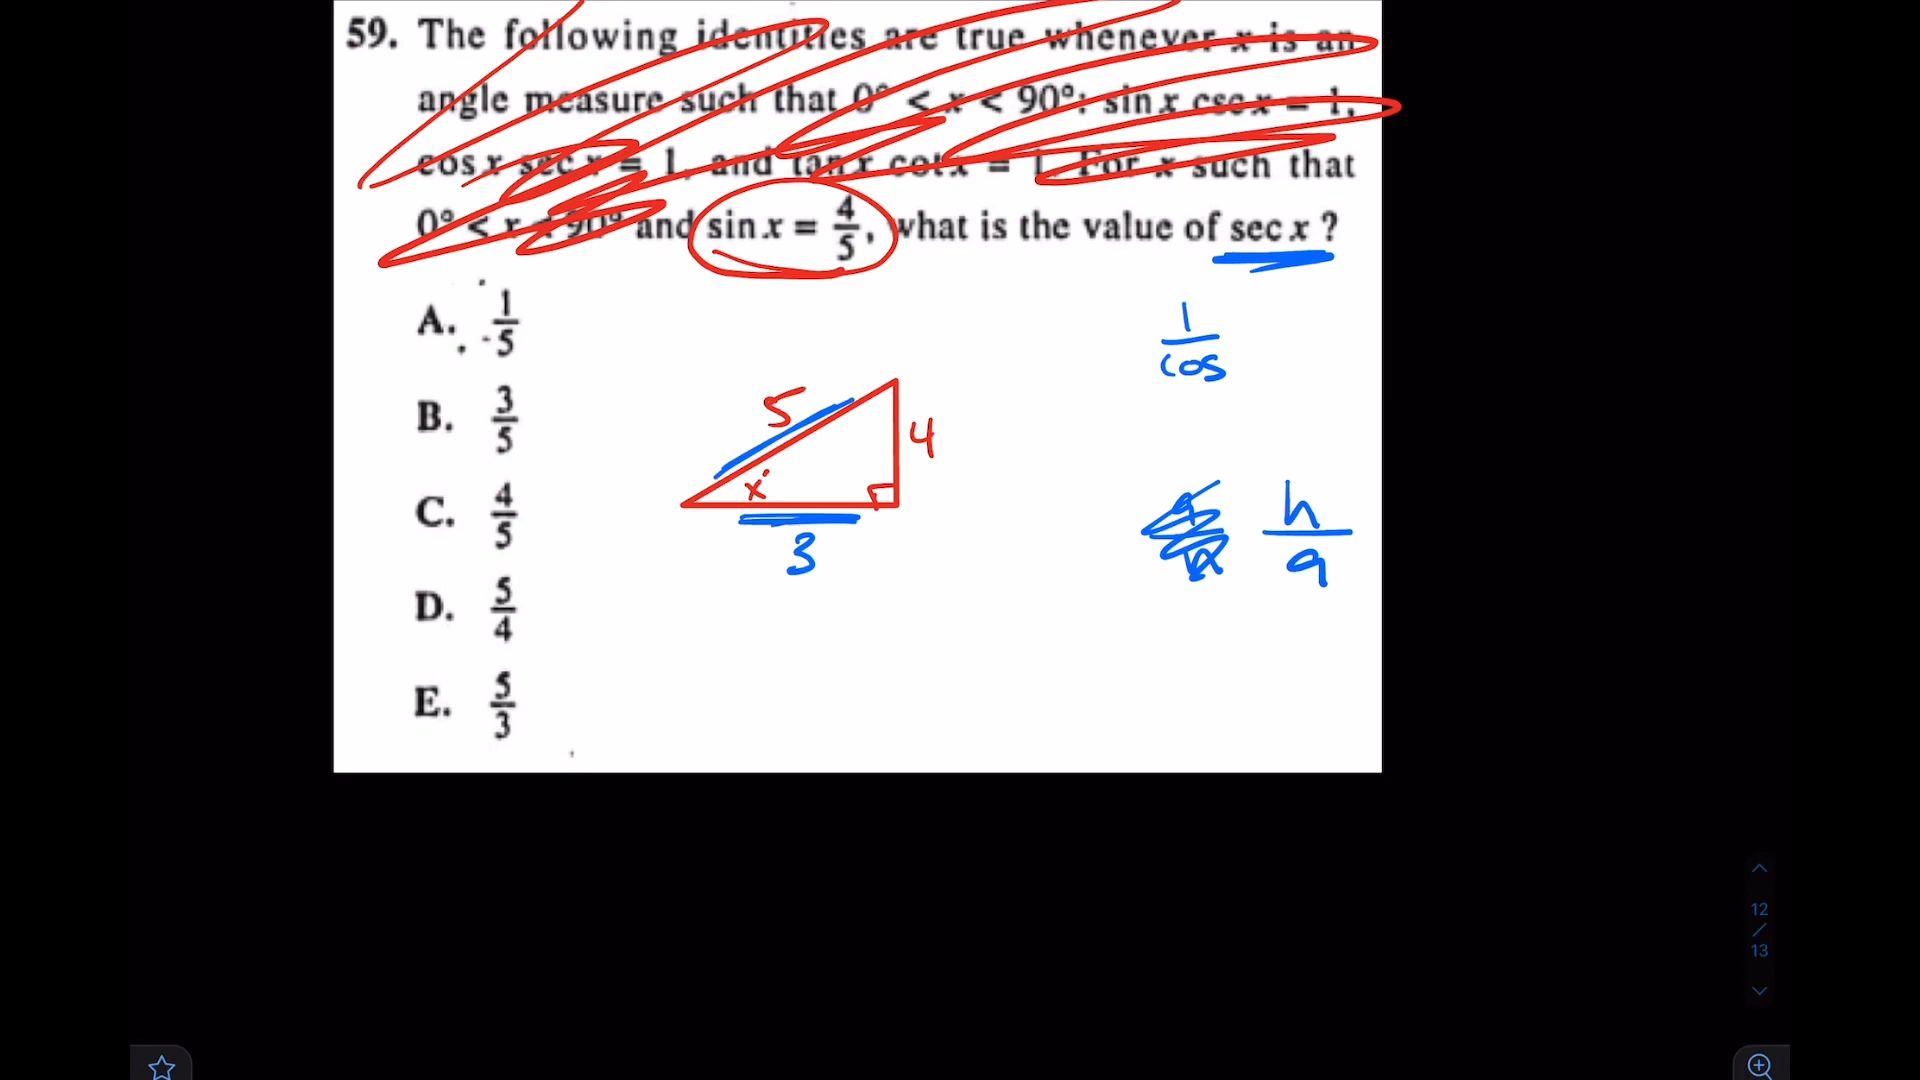 59. The following identities are true whenever x is an
angle measure such that 0° < x < 90°: sin x csc x = 1,
cos x sec x = 1, and tan x cot x = 1. For x such that
0° < x < 90° and sin x = 4/5, what is the value of sec x ?
A. 1/5
B. 3/5
C. 4/5
D. 5/4
E. 5/3
1/cos
5
4
x
3
h/a
12
/
13